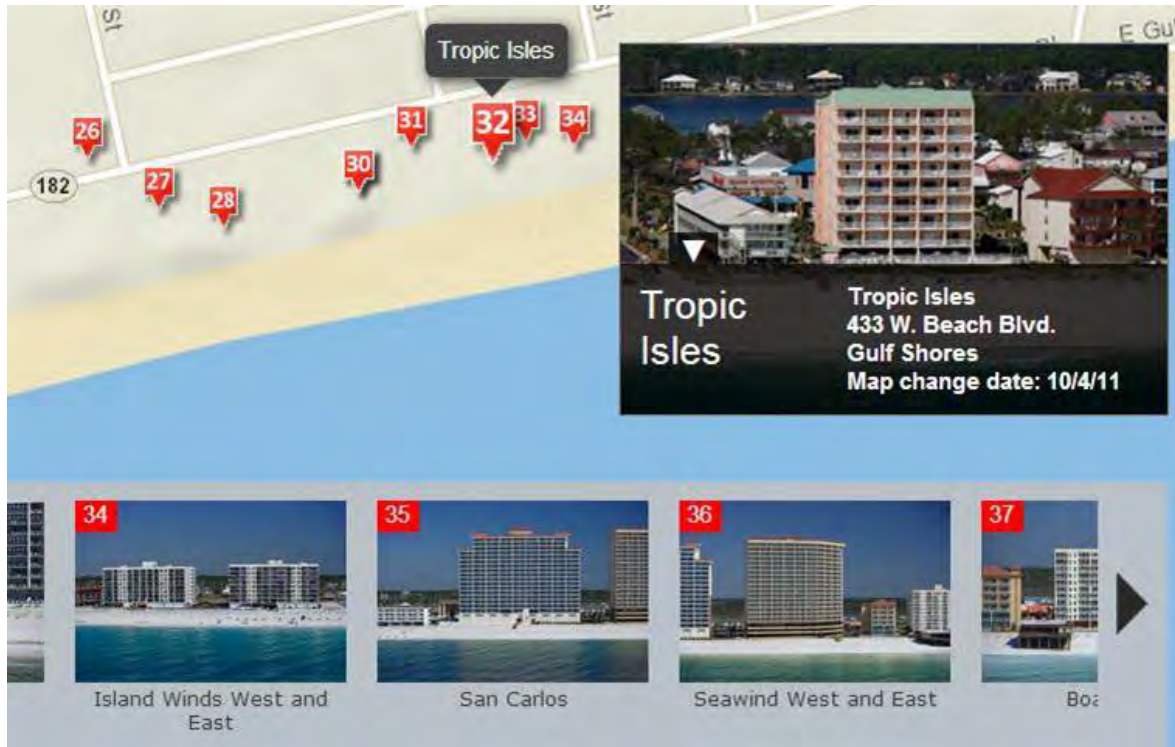 St
St
Pl
E Gu
Tropic Isles
26
31
32
33
34
182
27
30
28
Tropic
Isles
Tropic Isles
433 W. Beach Blvd.
Gulf Shores
Map change date: 10/4/11
34
35
36
37
Island Winds West and
East
San Carlos
Seawind West and East
Boa